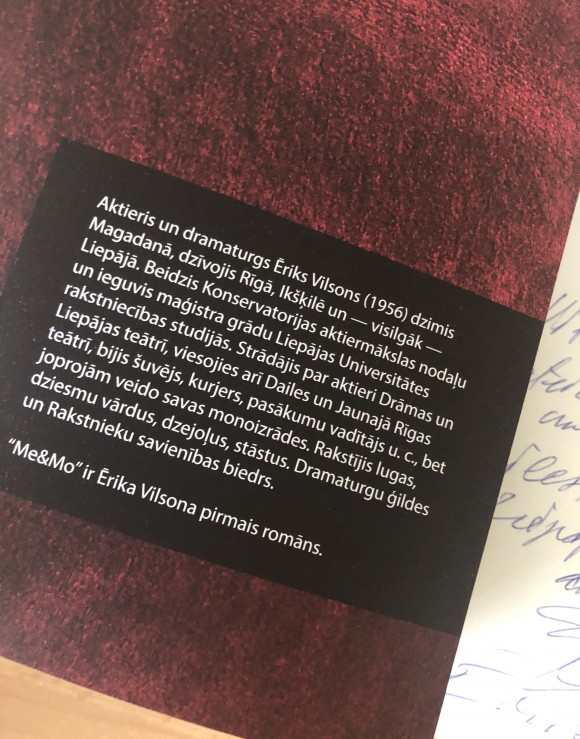 Aktieris un dramaturgs Ēriks Vilsons (1956) dzimis
Magadanā, dzīvojis Rīgā, Ikšķilē un — visilgāk —
Liepājā. Beidzis Konservatorijas aktiermākslas nodaļu
un ieguvis maģistra grādu Liepājas Universitātes
rakstniecības studijās. Strādājis par aktieri Drāmas un
Liepājas teātrī, viesojies arī Dailes un Jaunajā Rīgas
teātrī, bijis šuvējs, kurjers, pasākumu vadītājs u. c., bet
joprojām veido savas monoizrādes. Rakstījis lugas,
dziesmu vārdus, dzejoļus, stāstus. Dramaturgu ģildes
un Rakstnieku savienības biedrs.
“Me&Mo” ir Ērika Vilsona pirmais romāns.